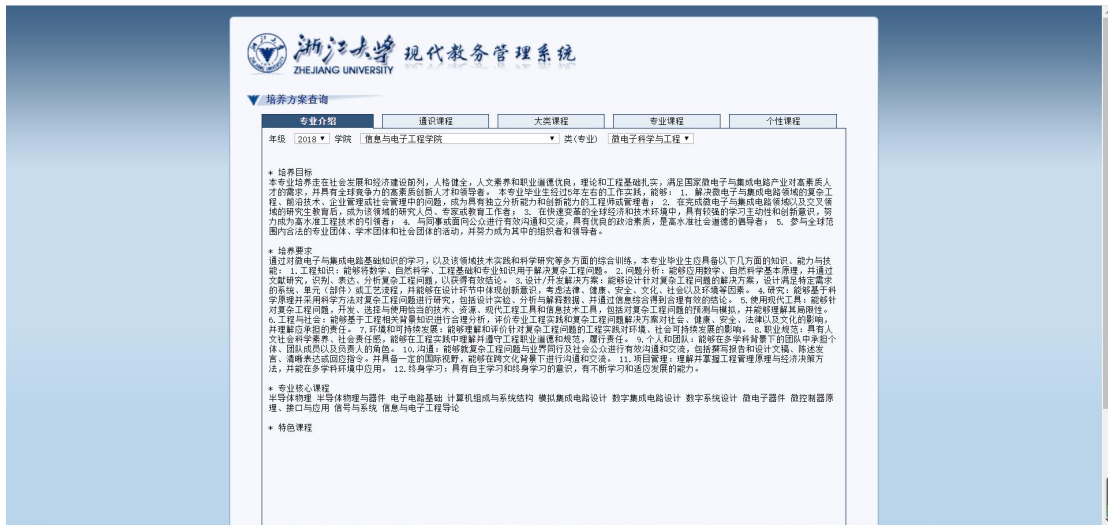 浙江大学 现代教务管理系统
ZHEJIANG UNIVERSITY
培养方案查询
专业介绍 通识课程 大类课程 专业课程 个性课程
年级 2018 学院 信息与电子工程学院 类(专业) 微电子科学与工程
* 培养目标
本专业培养走在社会发展和经济建设前列，人格健全，人文素养和职业道德优良，理论和工程基础扎实，满足国家微电子与集成电路产业对高素质人
才的需求，并具有全球竞争力的高素质创新人才和领导者。 本专业毕业生经过5年左右的工作实践，能够： 1. 解决微电子与集成电路领域的复杂工
程、前沿技术、企业管理或社会管理中的问题，成为具有独立分析能力和创新能力的工程师或管理者； 2. 在完成微电子与集成电路领域以及交叉领
域的研究生教育后，成为该领域的研究人员、专家或教育工作者； 3. 在快速变革的全球经济和技术环境中，具有较强的学习主动性和创新意识，努
力成为高水准工程技术的引领者； 4. 与同事或面向公众进行有效沟通和交流，具有优良的政治素质，是高水准社会道德的倡导者； 5. 参与全球范
围内合法的专业团体、学术团体和社会团体的活动，并努力成为其中的组织者和领导者。
* 培养要求
通过对微电子与集成电路基础知识的学习，以及该领域技术实践和科学研究等多方面的综合训练，本专业毕业生应具备以下几方面的知识、能力与技
能： 1.工程知识：能够将数学、自然科学、工程基础和专业知识用于解决复杂工程问题。 2.问题分析：能够应用数学、自然科学基本原理，并通过
文献研究，识别、表达、分析复杂工程问题，以获得有效结论。 3.设计/开发解决方案：能够设计针对复杂工程问题的解决方案，设计满足特定需求
的系统、单元（部件）或工艺流程，并能够在设计环节中体现创新意识，考虑法律、健康、安全、文化、社会以及环境等因素。 4.研究：能够基于科
学原理并采用科学方法对复杂工程问题进行研究，包括设计实验、分析与解释数据、并通过信息综合得到合理有效的结论。 5.使用现代工具：能够针
对复杂工程问题，开发、选择与使用恰当的技术、资源、现代工程工具和信息技术工具，包括对复杂工程问题的预测与模拟，并能够理解其局限性。
6.工程与社会：能够基于工程相关背景知识进行合理分析，评价专业工程实践和复杂工程问题解决方案对社会、健康、安全、法律以及文化的影响，
并理解应承担的责任。 7.环境和可持续发展：能够理解和评价针对复杂工程问题的工程实践对环境、社会可持续发展的影响。 8.职业规范：具有人
文社会科学素养、社会责任感，能够在工程实践中理解并遵守工程职业道德和规范，履行责任。 9.个人和团队：能够在多学科背景下的团队中承担个
体、团队成员以及负责人的角色。 10.沟通：能够就复杂工程问题与业界同行及社会公众进行有效沟通和交流，包括撰写报告和设计文稿、陈述发
言、清晰表达或回应指令。并具备一定的国际视野，能够在跨文化背景下进行沟通和交流。 11.项目管理：理解并掌握工程管理原理与经济决策方
法，并能在多学科环境中应用。 12.终身学习：具有自主学习和终身学习的意识，有不断学习和适应发展的能力。
* 专业核心课程
半导体物理 半导体物理与器件 电子电路基础 计算机组成与系统结构 模拟集成电路设计 数字集成电路设计 数字系统设计 微电子器件 微控制器原
理、接口与应用 信号与系统 信息与电子工程导论
* 特色课程